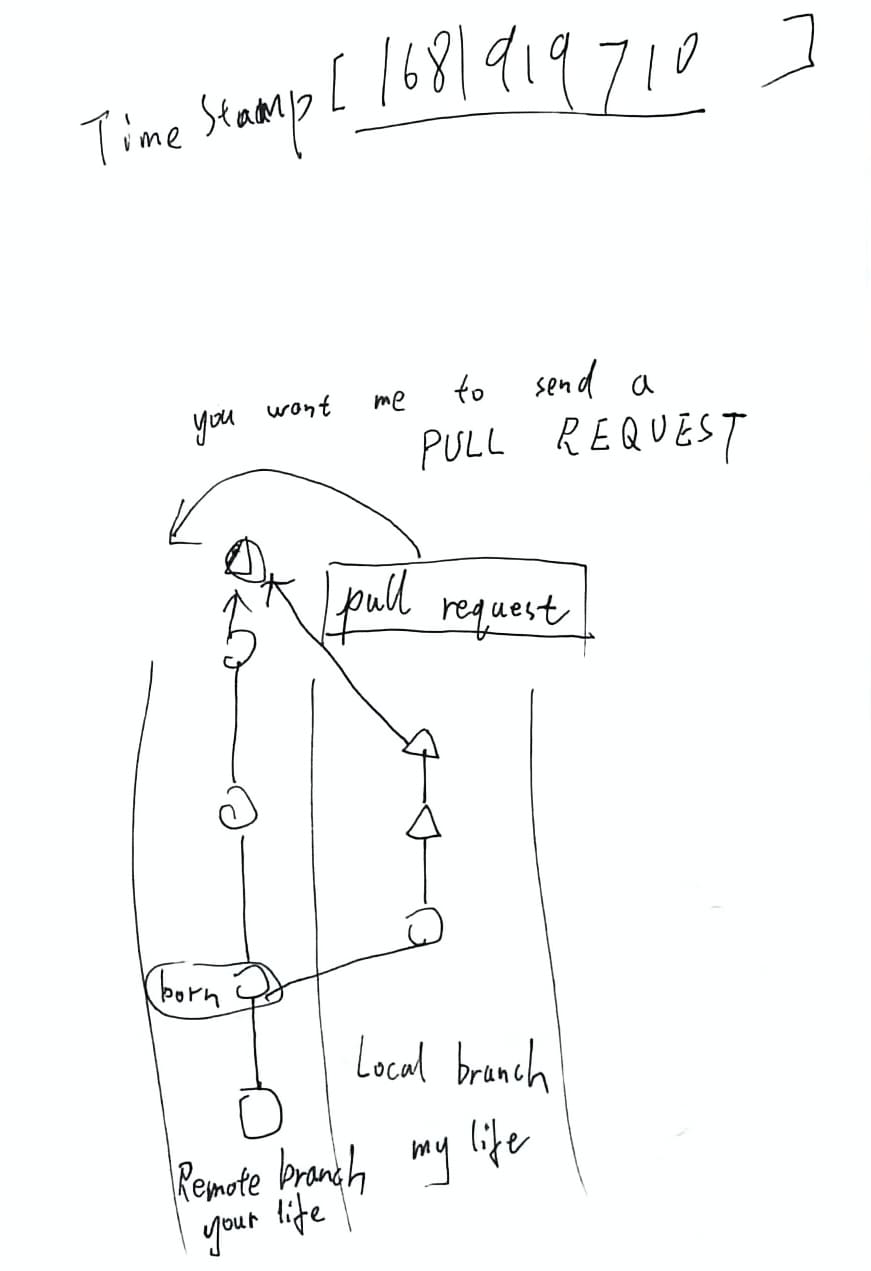 Time Stamp [ 1681919710 ]
you want me to send a
PULL REQUEST
pull request
born
Local branch
my life
Remote branch
your life